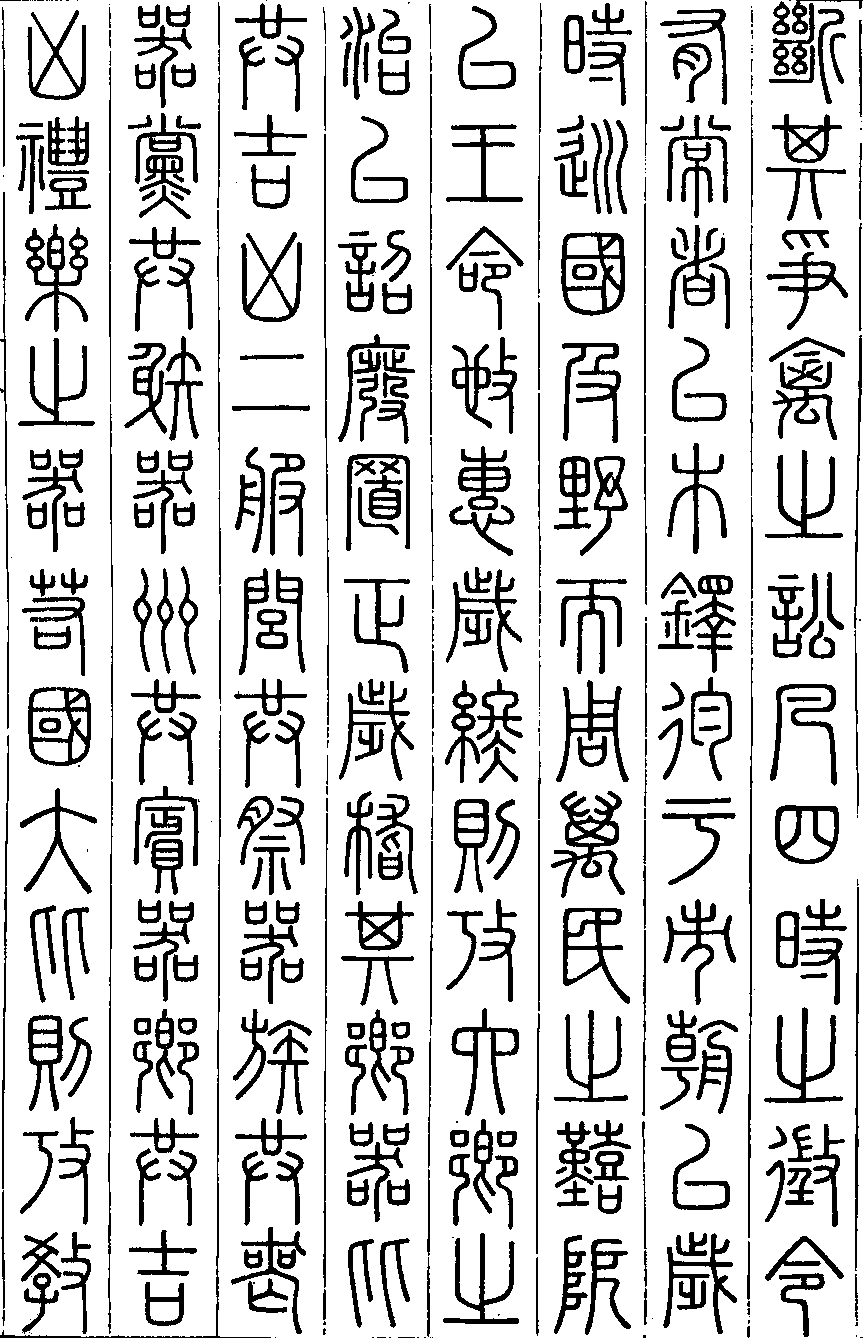 斷其爭禽之訟凡四時之徵令
有常者以木鐸徇于市朝以歲
時巡國及野而周萬民之囏阨
以王命施惠歲終則攷六鄉之
治以詔廢置正歲稽其鄉器比
共吉凶二服閭共祭器族共喪
器黨共射器州共賓器鄉共吉
凶禮樂之器若國大比則攷教